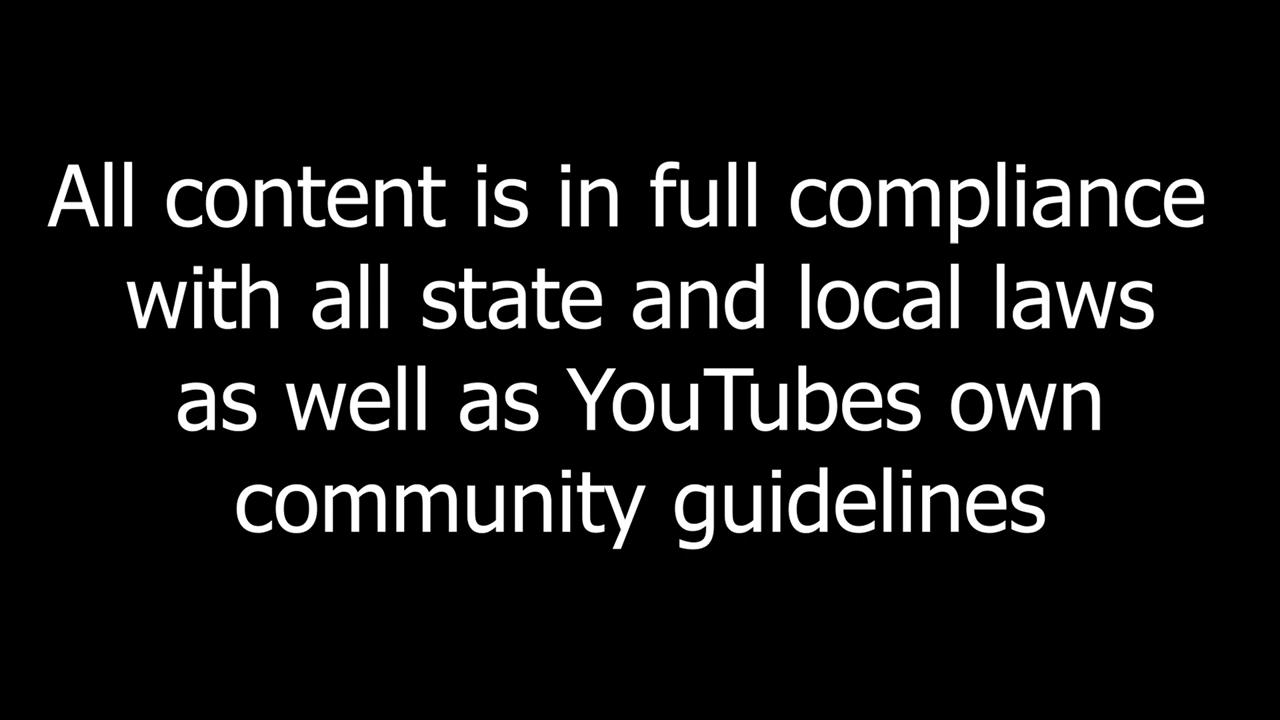 All content is in full compliance
with all state and local laws
as well as YouTubes own
community guidelines